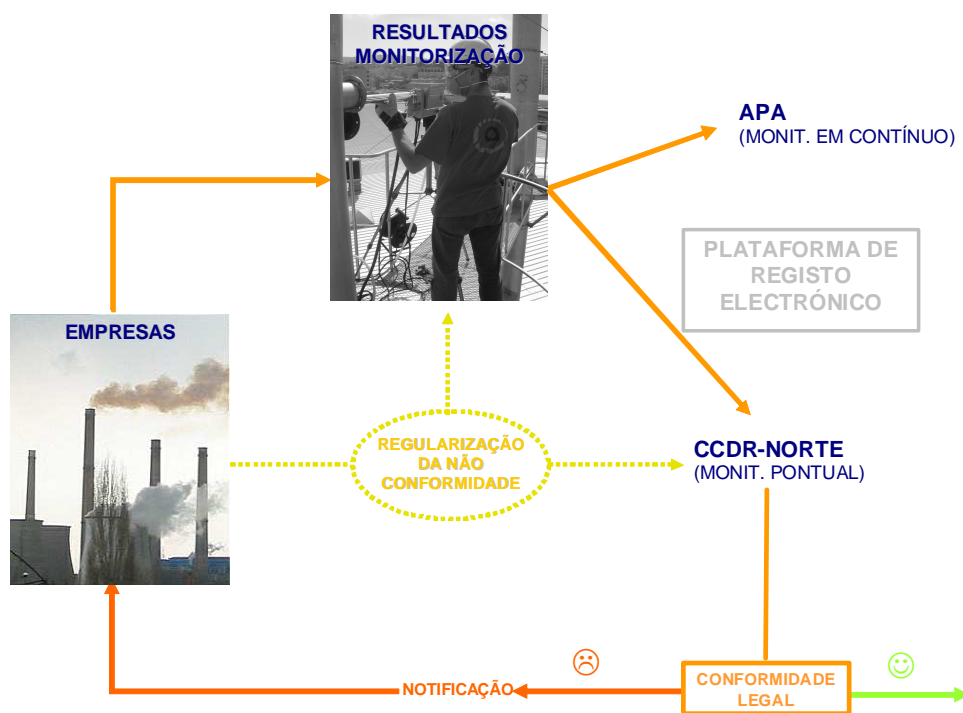 RESULTADOS
MONITORIZAÇÃO
APA
(MONIT. EM CONTÍNUO)
PLATAFORMA DE
REGISTO
ELECTRÓNICO
EMPRESAS
REGULARIZAÇÃO
DA NÃO
CONFORMIDADE
CCDR-NORTE
(MONIT. PONTUAL)
NOTIFICAÇÃO
CONFORMIDADE
LEGAL